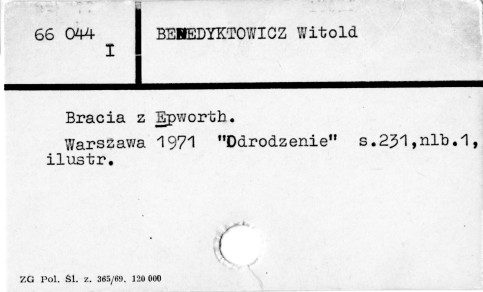 66 044
I
BENEDYKTOWICZ Witold
Bracia z Epworth.
Warszawa 1971 "Odrodzenie" s.231,nlb.1,
ilustr.
ZG Pol. Śl. z. 365/69. 120 000